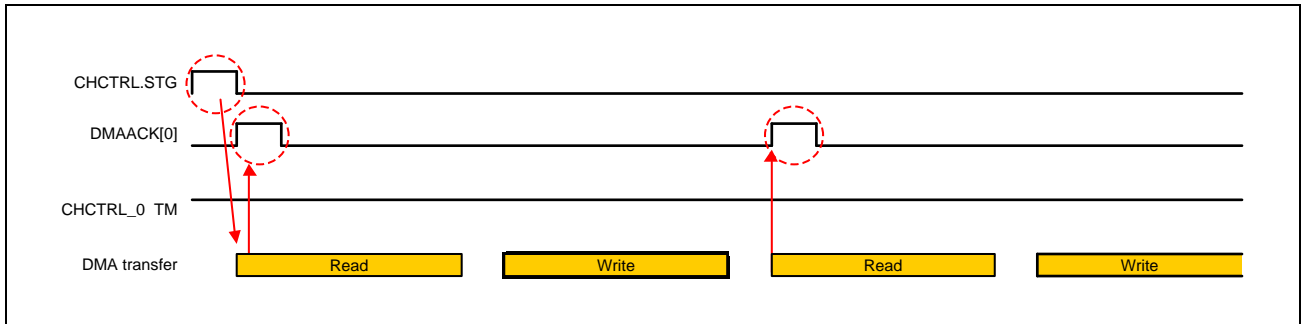 CHCTRL.STG
DMAACK[0]
CHCTRL_0 TM
DMA transfer Read Write Read Write